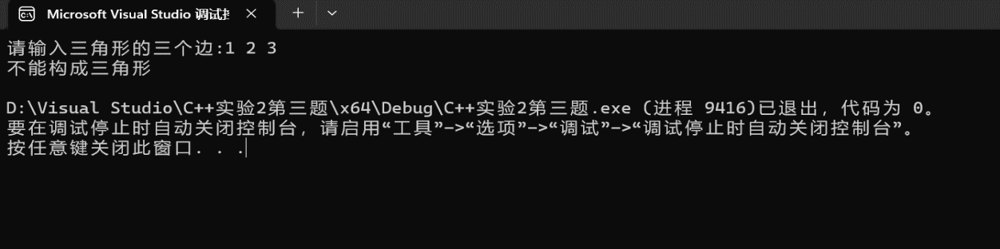 Microsoft Visual Studio 调试
请输入三角形的三个边:1 2 3
不能构成三角形
D:\Visual Studio\C++实验2第三题\x64\Debug\C++实验2第三题.exe (进程 9416)已退出，代码为 0。
要在调试停止时自动关闭控制台，请启用“工具”->“选项”->“调试”->“调试停止时自动关闭控制台”。
按任意键关闭此窗口. . .